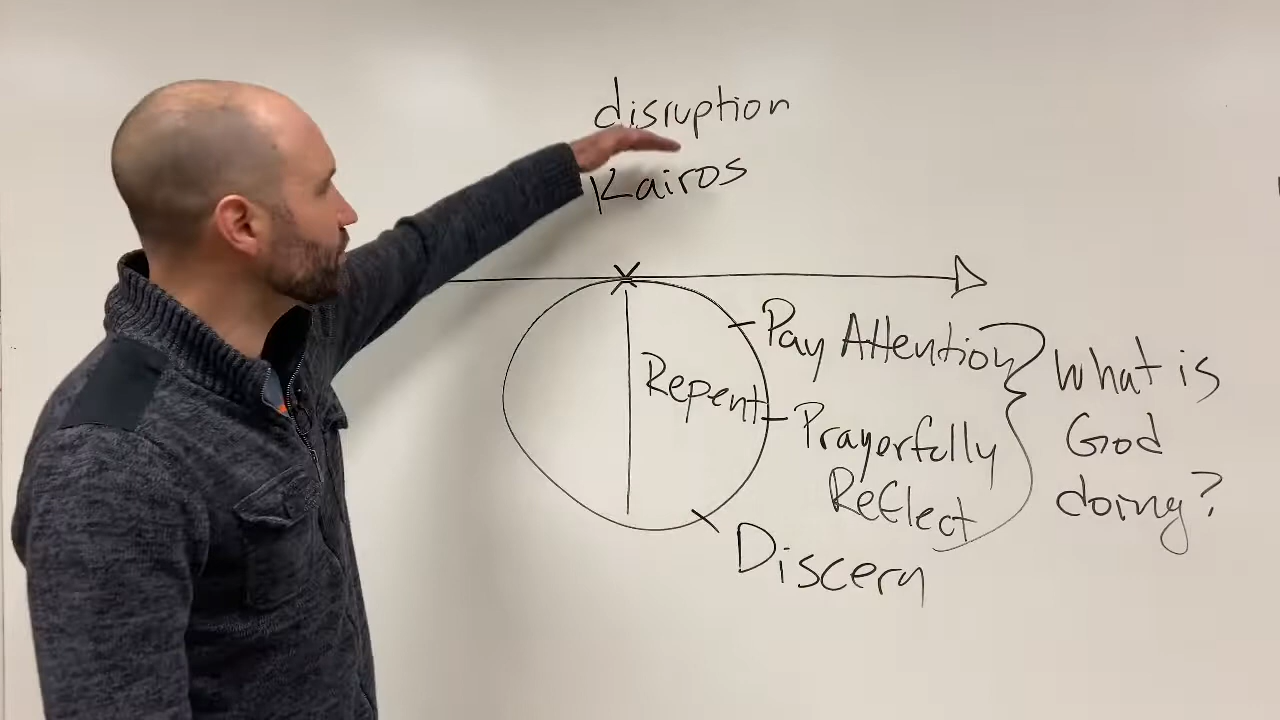 disruption
Kairos
Pay Attention
Repent
Prayerfully
Reflect
Discern
What is
God
doing?